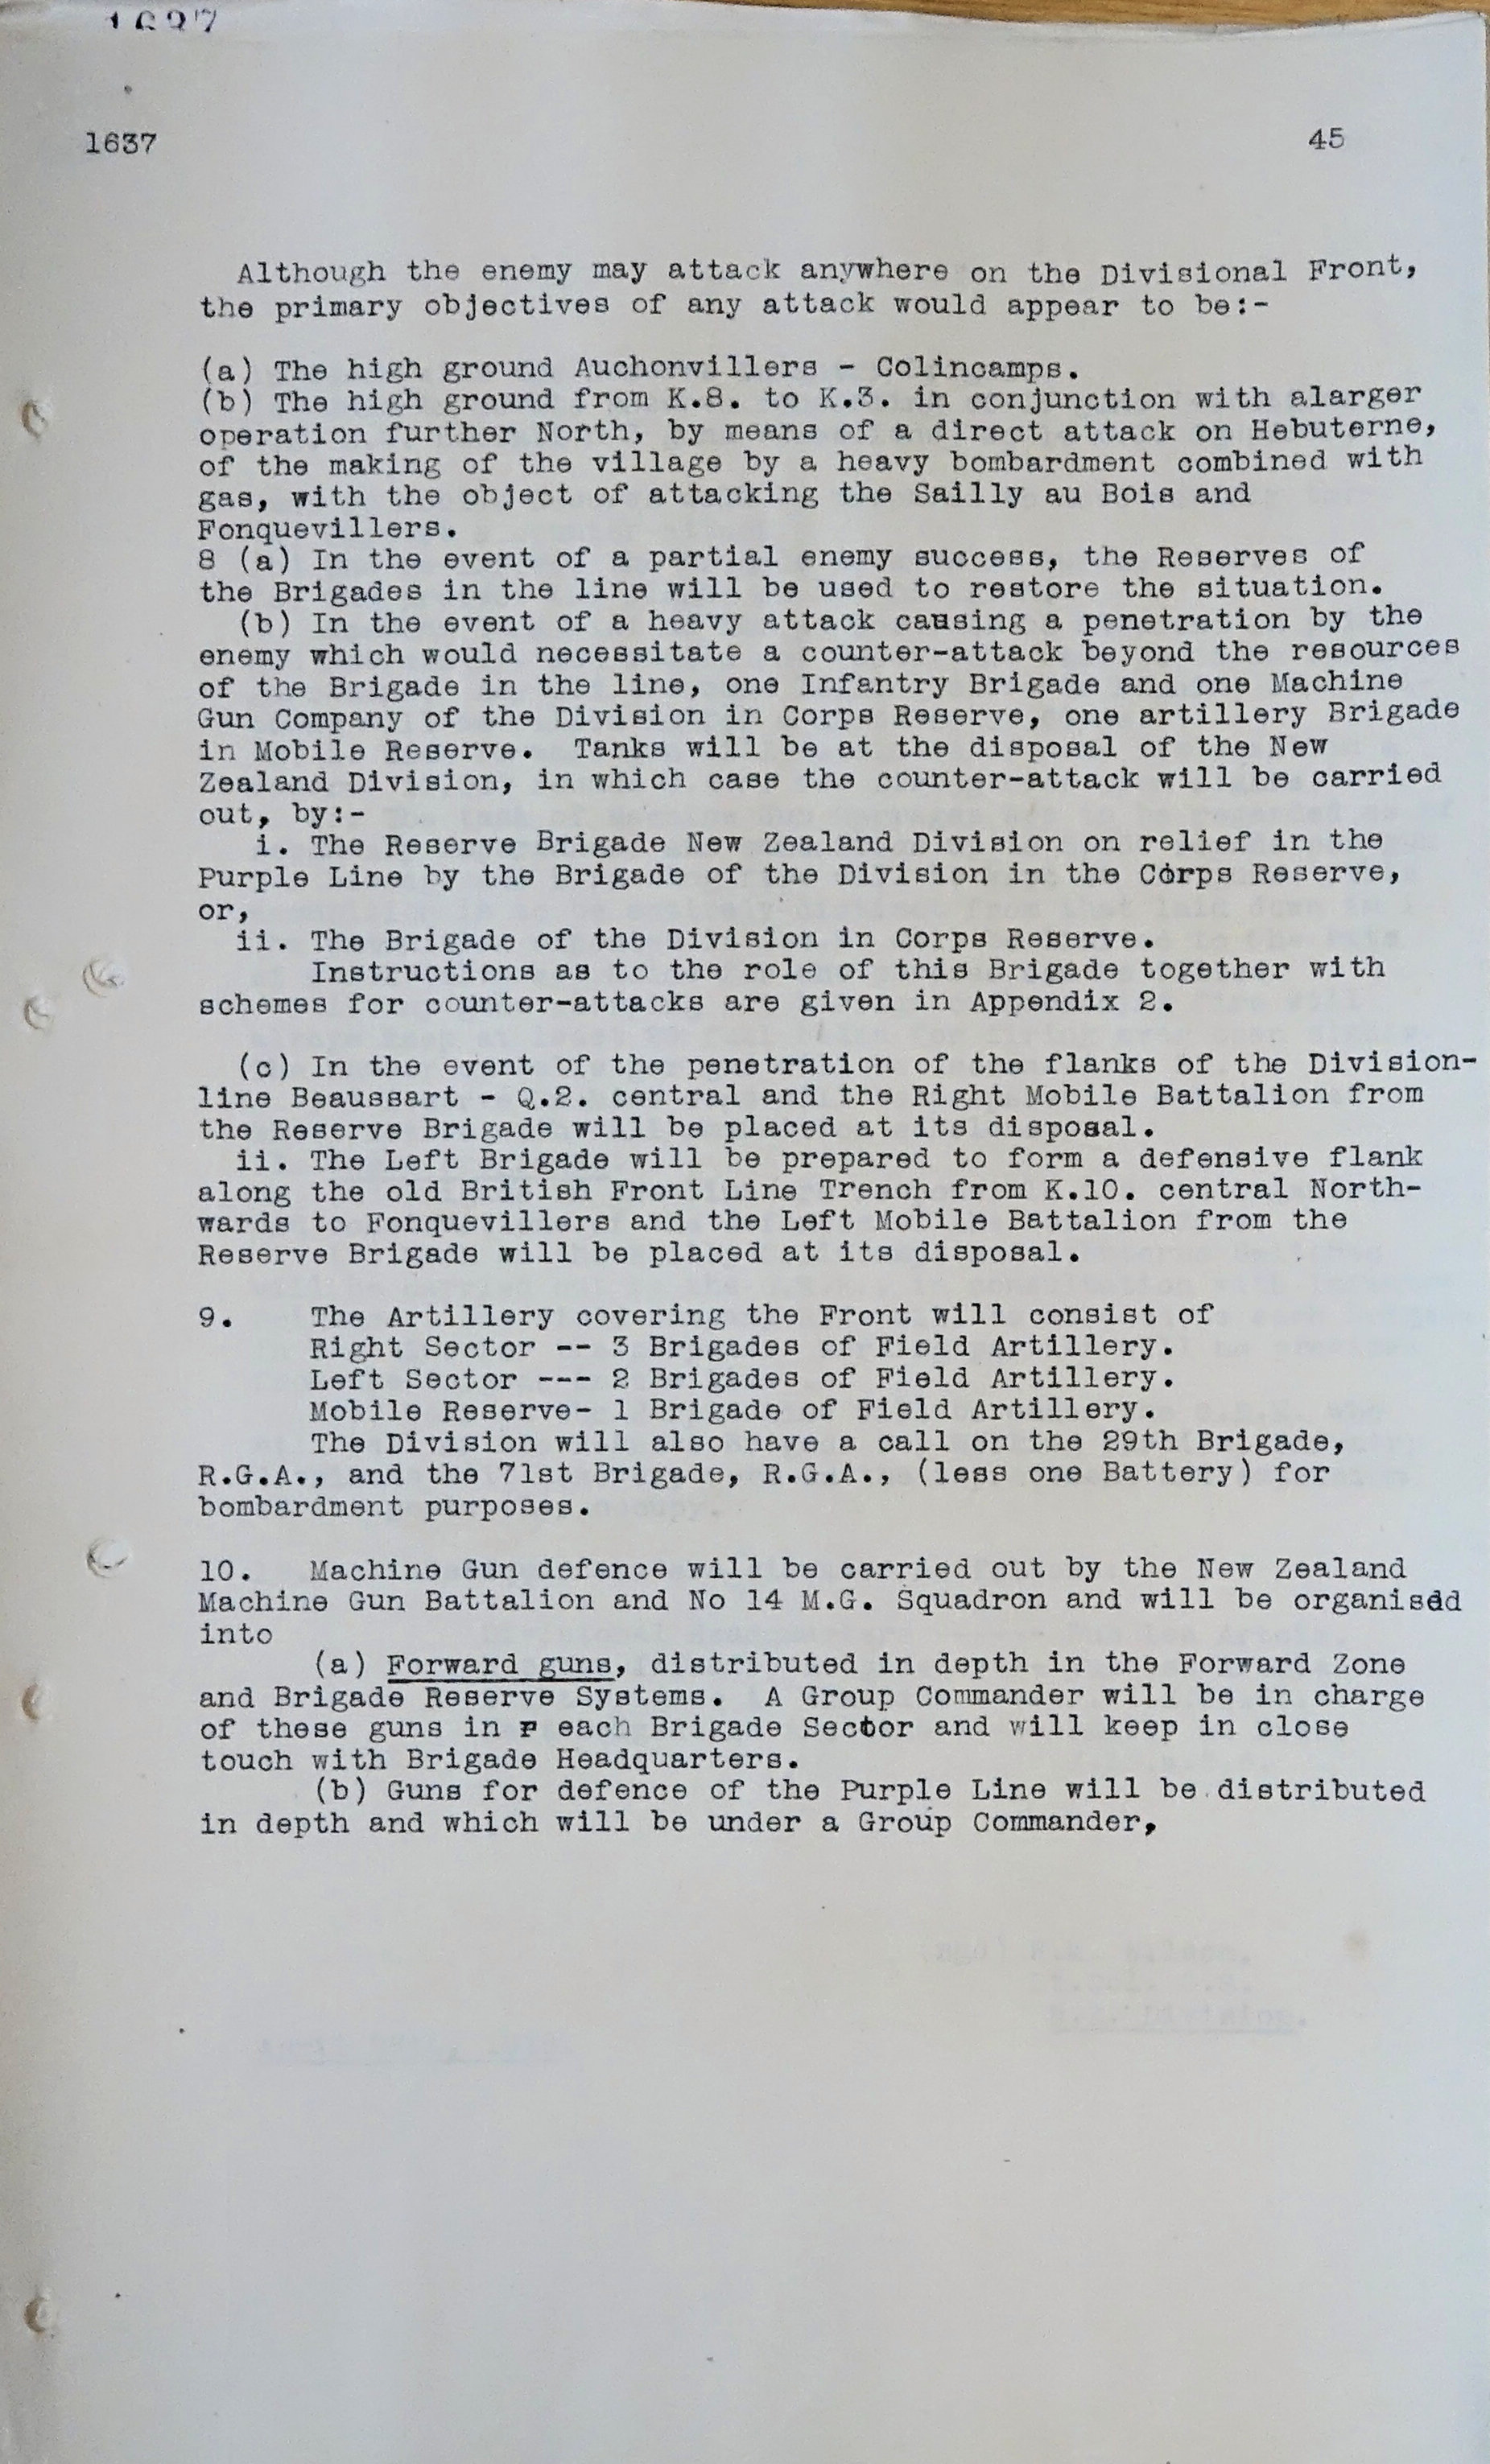 1637
45
Although the enemy may attack anywhere on the Divisional Front,
the primary objectives of any attack would appear to be:-
(a) The high ground Auchonvillers - Colincamps.
(b) The high ground from K.8. to K.3. in conjunction with alarger
operation further North, by means of a direct attack on Hebuterne,
of the making of the village by a heavy bombardment combined with
gas, with the object of attacking the Sailly au Bois and
Fonquevillers.
8 (a) In the event of a partial enemy success, the Reserves of
the Brigades in the line will be used to restore the situation.
(b) In the event of a heavy attack causing a penetration by the
enemy which would necessitate a counter-attack beyond the resources
of the Brigade in the line, one Infantry Brigade and one Machine
Gun Company of the Division in Corps Reserve, one artillery Brigade
in Mobile Reserve. Tanks will be at the disposal of the New
Zealand Division, in which case the counter-attack will be carried
out, by:-
i. The Reserve Brigade New Zealand Division on relief in the
Purple Line by the Brigade of the Division in the Corps Reserve,
or,
ii. The Brigade of the Division in Corps Reserve.
Instructions as to the role of this Brigade together with
schemes for counter-attacks are given in Appendix 2.
(c) In the event of the penetration of the flanks of the Division-
line Beaussart - Q.2. central and the Right Mobile Battalion from
the Reserve Brigade will be placed at its disposal.
ii. The Left Brigade will be prepared to form a defensive flank
along the old British Front Line Trench from K.10. central North-
wards to Fonquevillers and the Left Mobile Battalion from the
Reserve Brigade will be placed at its disposal.
9. The Artillery covering the Front will consist of
Right Sector -- 3 Brigades of Field Artillery.
Left Sector --- 2 Brigades of Field Artillery.
Mobile Reserve- 1 Brigade of Field Artillery.
The Division will also have a call on the 29th Brigade,
R.G.A., and the 71st Brigade, R.G.A., (less one Battery) for
bombardment purposes.
10. Machine Gun defence will be carried out by the New Zealand
Machine Gun Battalion and No 14 M.G. Squadron and will be organised
into
(a) Forward guns, distributed in depth in the Forward Zone
and Brigade Reserve Systems. A Group Commander will be in charge
of these guns in each Brigade Sector and will keep in close
touch with Brigade Headquarters.
(b) Guns for defence of the Purple Line will be distributed
in depth and which will be under a Group Commander,